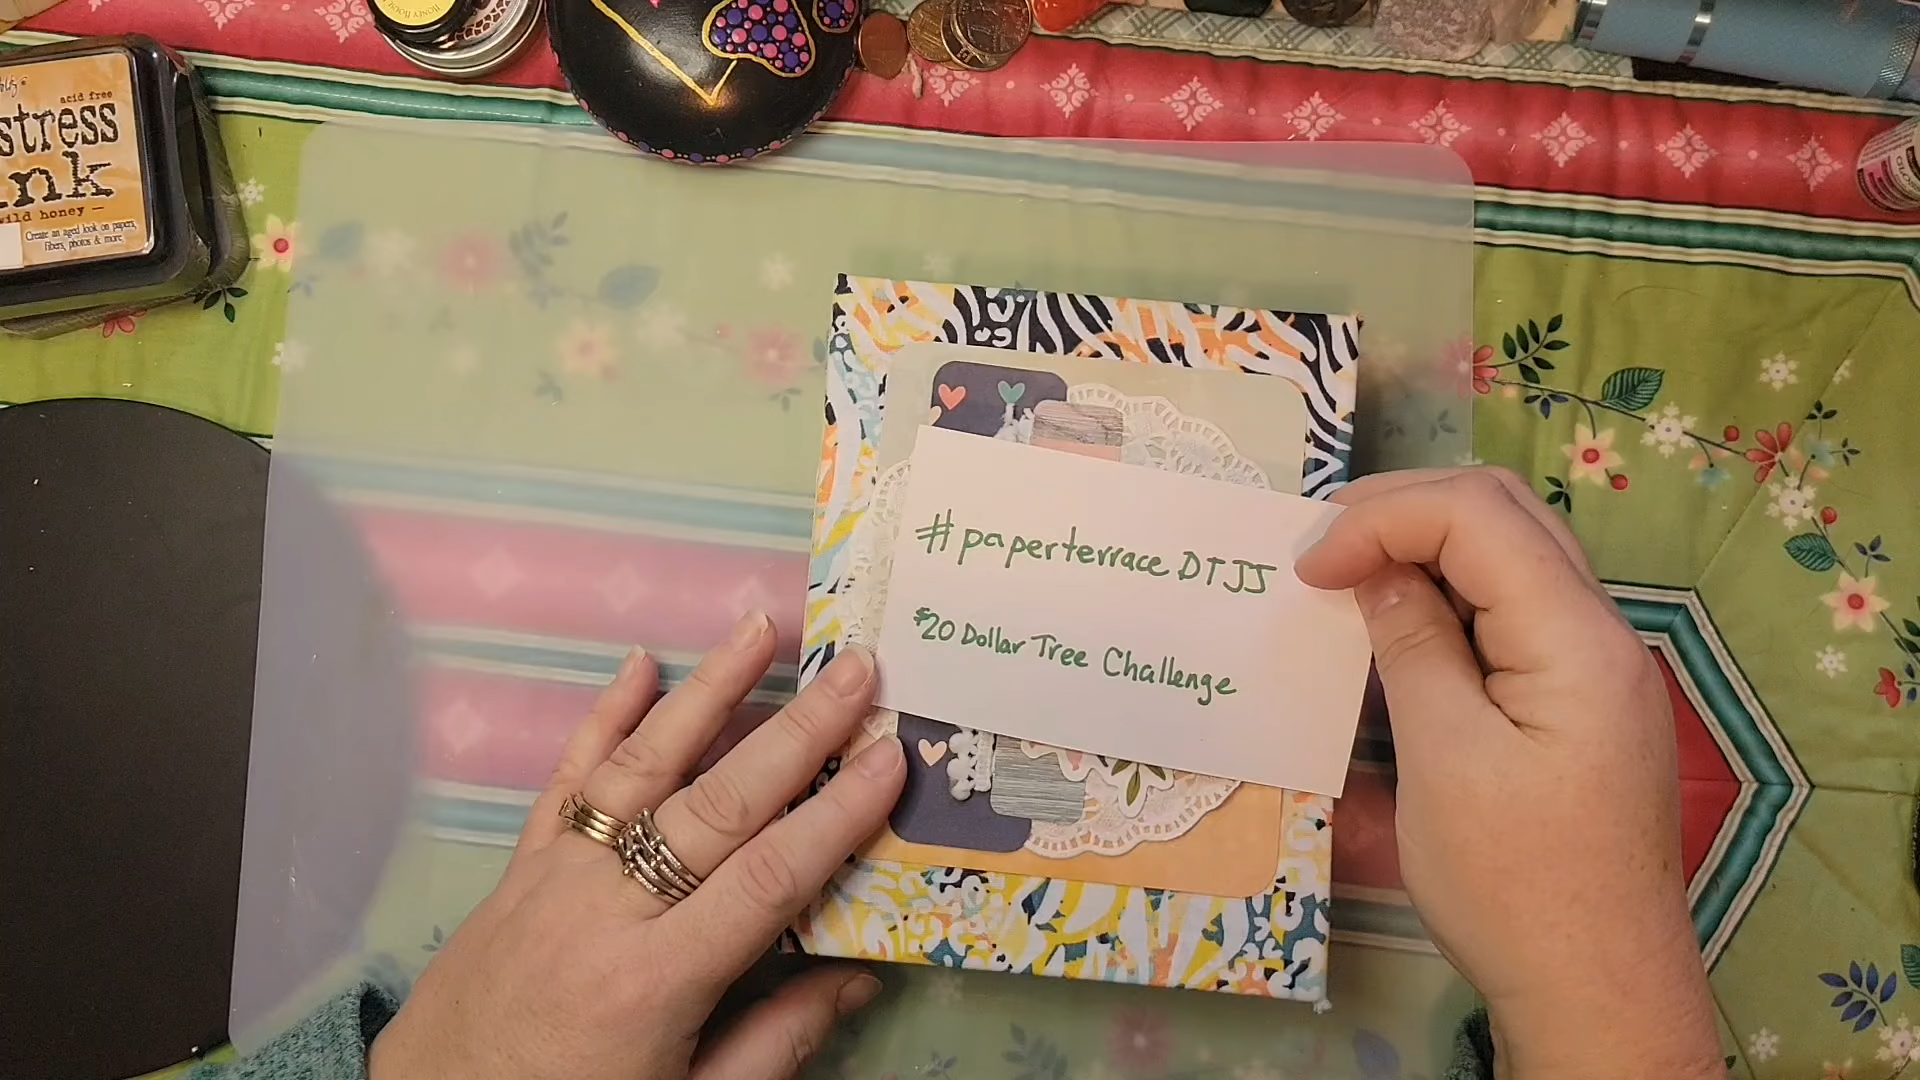 acid free
stress
ink
wild honey —
Create an aged look on papers,
fibers, photos & more.
#paperterrace DTJJ
$20 Dollar Tree Challenge